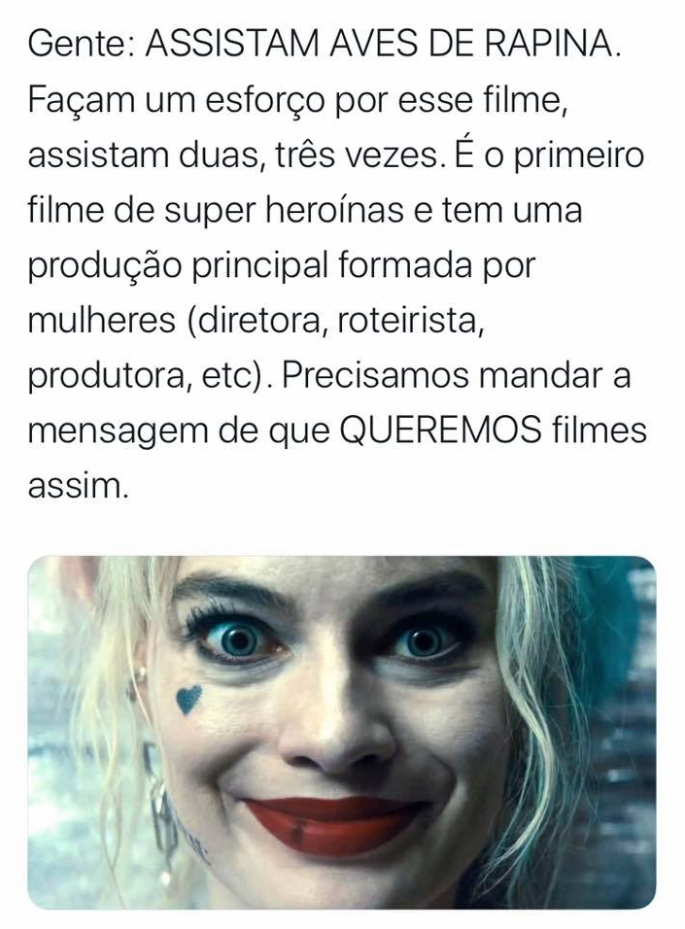 Gente: ASSISTAM AVES DE RAPINA.
Façam um esforço por esse filme,
assistam duas, três vezes. É o primeiro
filme de super heroínas e tem uma
produção principal formada por
mulheres (diretora, roteirista,
produtora, etc). Precisamos mandar a
mensagem de que QUEREMOS filmes
assim.